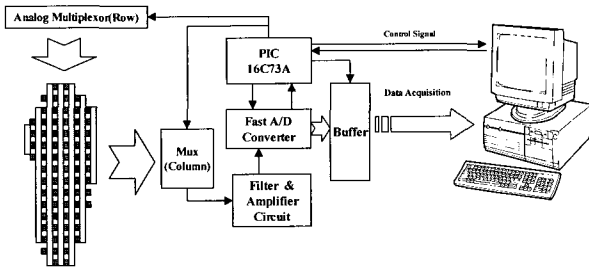 Analog Multiplexor(Row)
PIC
16C73A
Control Signal
Fast A/D
Converter
Buffer
Data Acquisition
Mux
(Column)
Filter &
Amplifier
Circuit